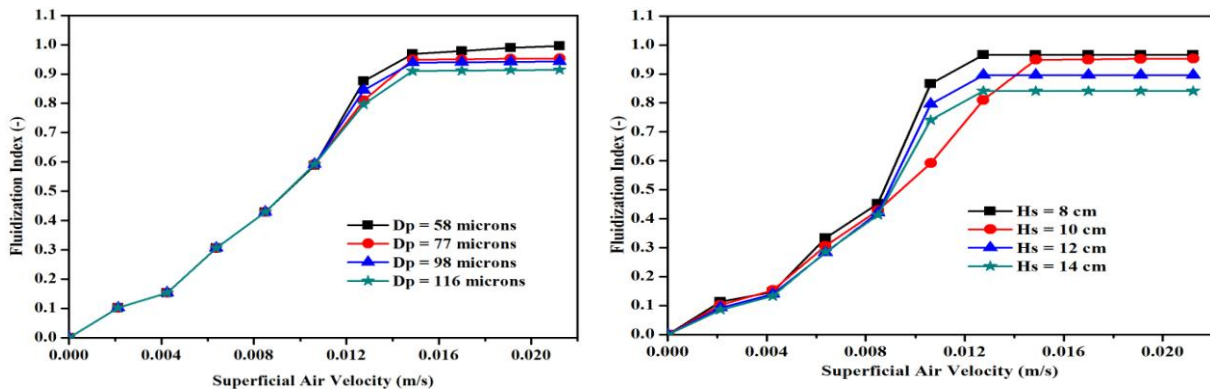 1.1
1.0
0.9
0.8
0.7
0.6
0.5
0.4
0.3
0.2
0.1
0.0
Fluidization Index (-)
Dp = 58 microns
Dp = 77 microns
Dp = 98 microns
Dp = 116 microns
0.000 0.004 0.008 0.012 0.016 0.020
Superficial Air Velocity (m/s)
1.1
1.0
0.9
0.8
0.7
0.6
0.5
0.4
0.3
0.2
0.1
0.0
Fluidization Index (-)
Hs = 8 cm
Hs = 10 cm
Hs = 12 cm
Hs = 14 cm
0.000 0.004 0.008 0.012 0.016 0.020
Superficial Air Velocity (m/s)